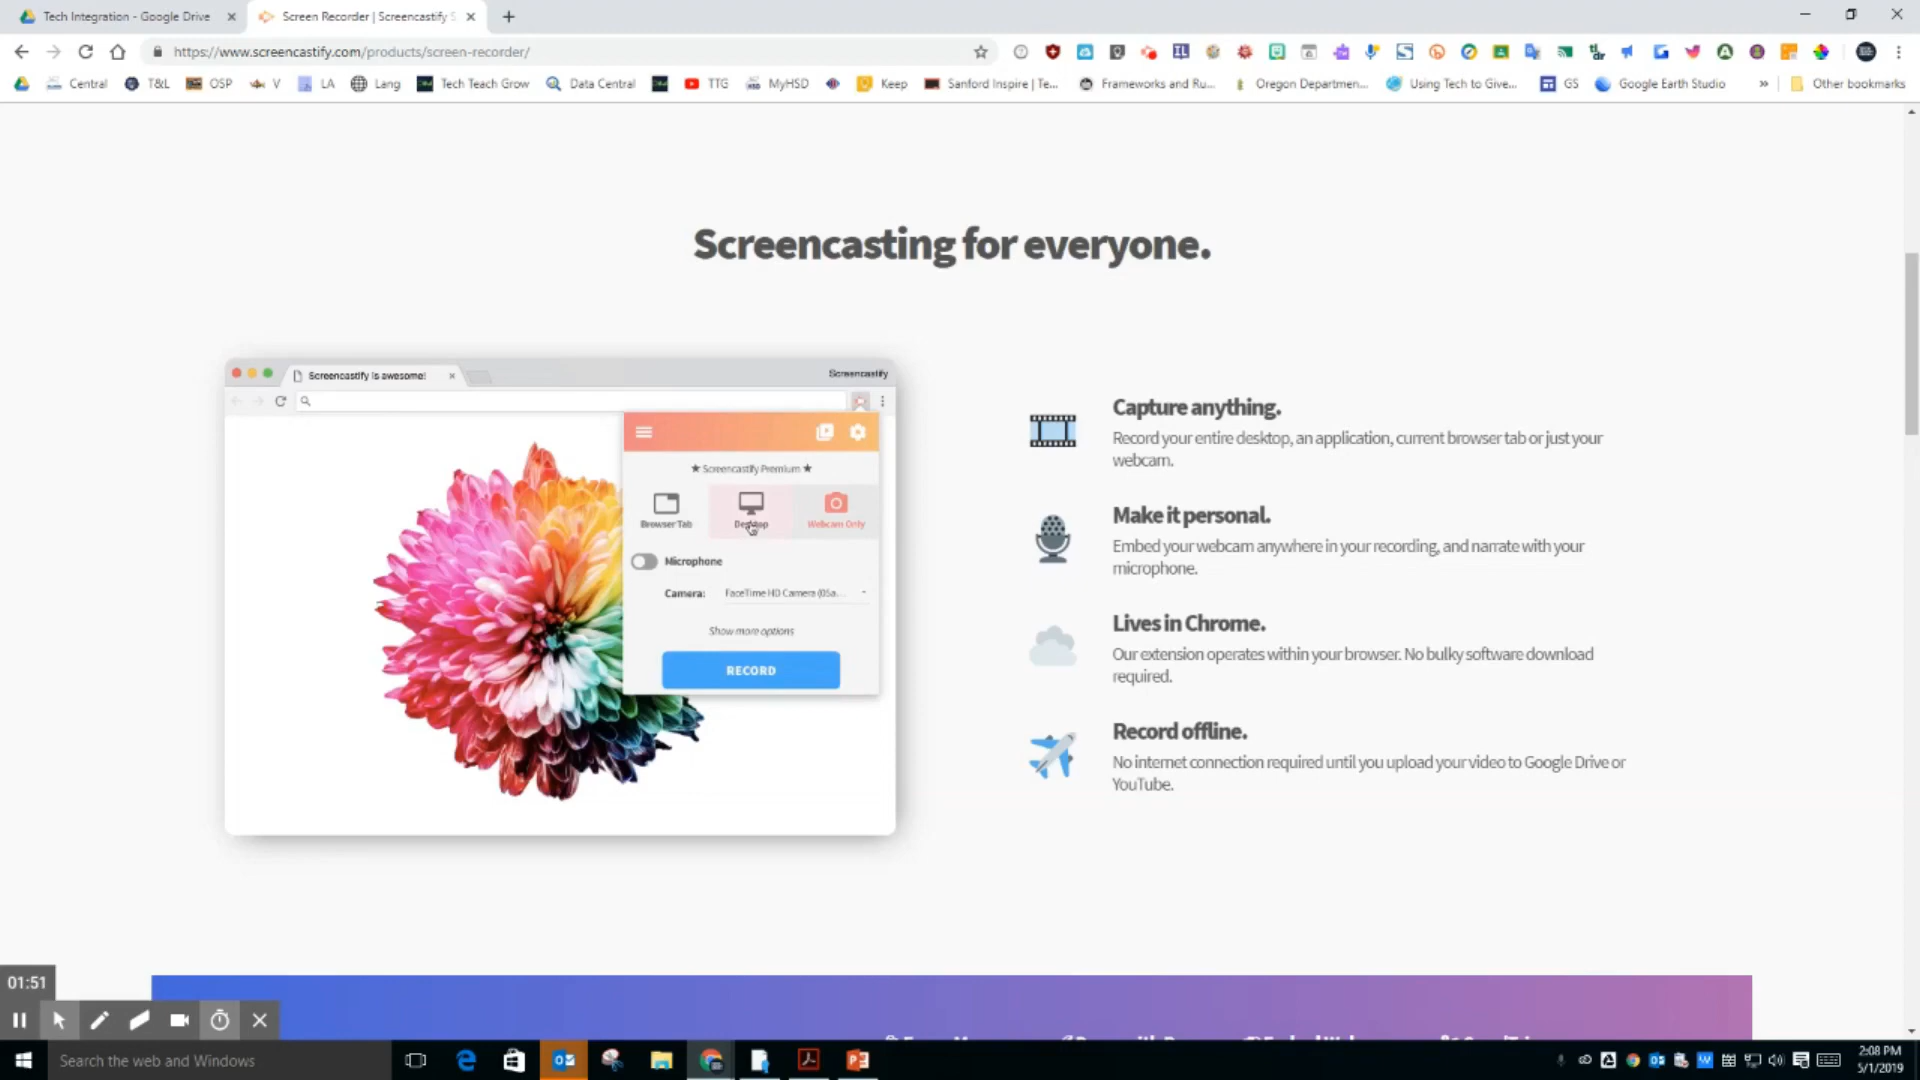 Tech Integration - Google Drive
Screen Recorder | Screencastify S
https://www.screencastify.com/products/screen-recorder/
Central T&L OSP V LA Lang Tech Teach Grow Data Central TTG MyHSD Keep Sanford Inspire | Te... Frameworks and Ru... Oregon Departmen... Using Tech to Give... GS Google Earth Studio » Other bookmarks
Screencasting for everyone.
Screencastify is awesome!
Screencastify
★ Screencastify Premium ★
Browser Tab Desktop Webcam Only
Microphone
Camera: FaceTime HD Camera (05a...
Show more options
RECORD
Capture anything.
Record your entire desktop, an application, current browser tab or just your
webcam.
Make it personal.
Embed your webcam anywhere in your recording, and narrate with your
microphone.
Lives in Chrome.
Our extension operates within your browser. No bulky software download
required.
Record offline.
No internet connection required until you upload your video to Google Drive or
YouTube.
01:51
Search the web and Windows
2:08 PM
5/1/2019